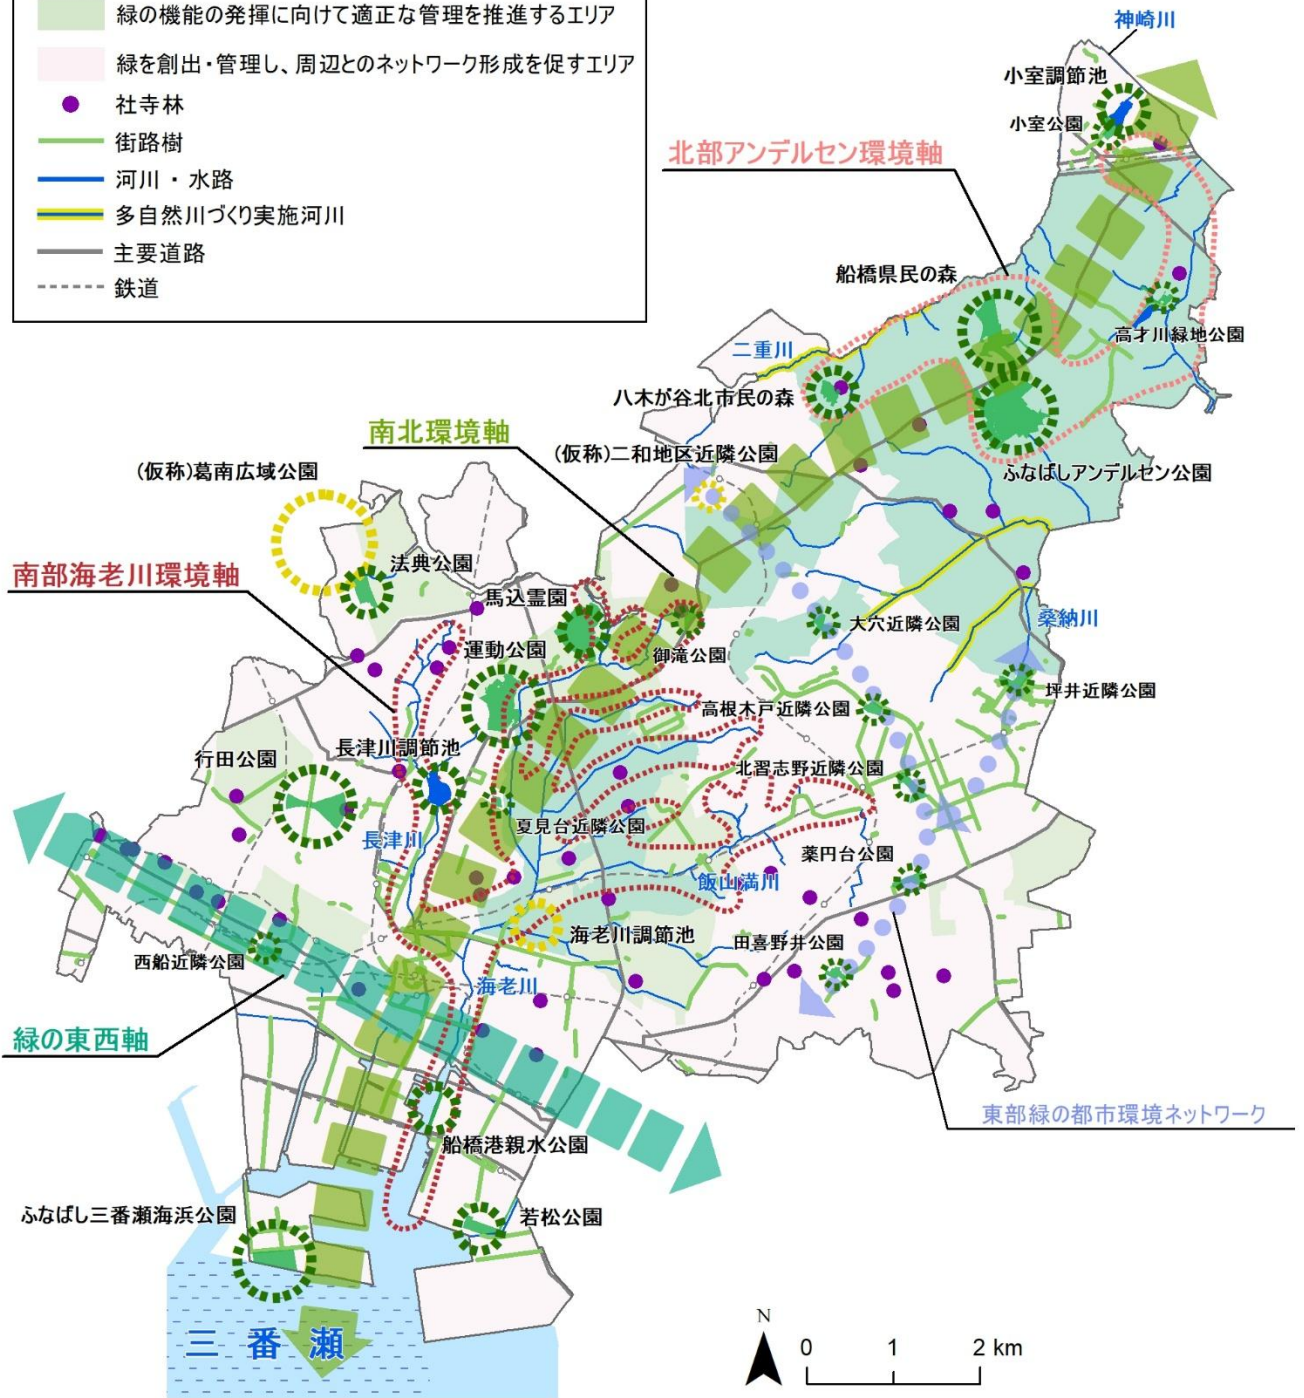 緑の機能の発揮に向けて適正な管理を推進するエリア
緑を創出・管理し、周辺とのネットワーク形成を促すエリア
社寺林
街路樹
河川・水路
多自然川づくり実施河川
主要道路
鉄道
神崎川
小室調節池
小室公園
北部アンデルセン環境軸
船橋県民の森
高才川緑地公園
二重川
八木が谷北市民の森
南北環境軸
(仮称)二和地区近隣公園
(仮称)葛南広域公園
ふなばしアンデルセン公園
法典公園
南部海老川環境軸
馬込霊園
大穴近隣公園
桑納川
運動公園
御滝公園
坪井近隣公園
高根木戸近隣公園
長津川調節池
行田公園
北習志野近隣公園
夏見台近隣公園
長津川
薬円台公園
飯山満川
海老川調節池
田喜野井公園
西船近隣公園
海老川
緑の東西軸
東部緑の都市環境ネットワーク
船橋港親水公園
ふなばし三番瀬海浜公園
若松公園
三番瀬
N
0 1 2 km